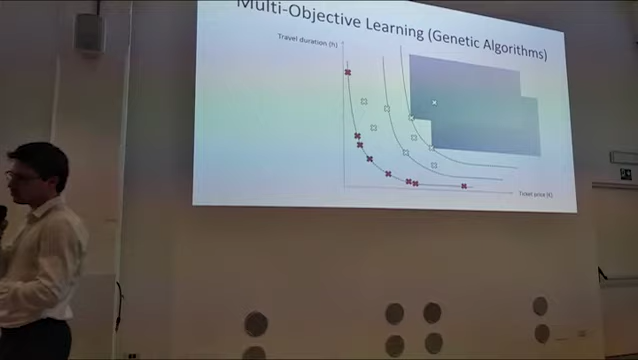 Multi-Objective Learning (Genetic Algorithms)
Travel duration (h)
Ticket price (€)